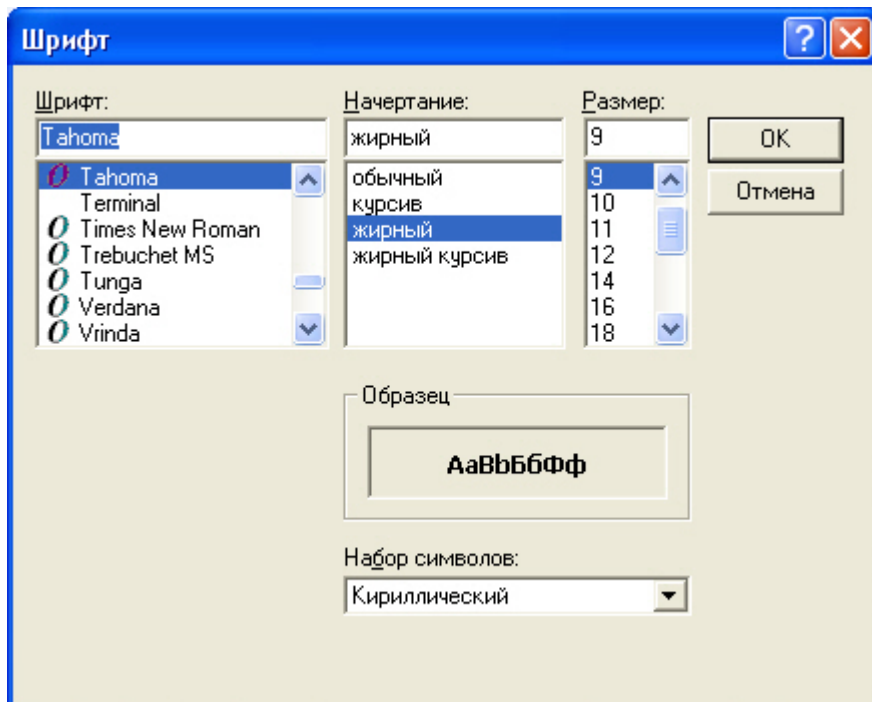 Шрифт
Шрифт:
Tahoma
Tahoma
Terminal
Times New Roman
Trebuchet MS
Tunga
Verdana
Vrinda
Начертание:
жирный
обычный
курсив
жирный
жирный курсив
Размер:
9
9
10
11
12
14
16
18
OK
Отмена
Образец
АаBbБбФф
Набор символов:
Кириллический